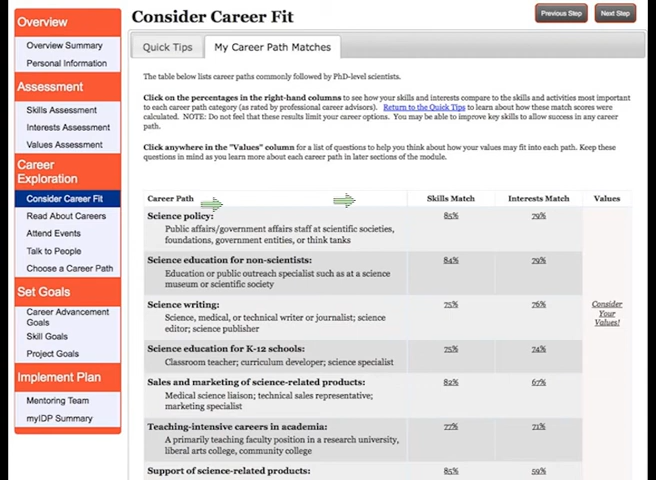 Overview
Overview Summary
Personal Information
Assessment
Skills Assessment
Interests Assessment
Values Assessment
Career
Exploration
Consider Career Fit
Read About Careers
Attend Events
Talk to People
Choose a Career Path
Set Goals
Career Advancement
Goals
Skill Goals
Project Goals
Implement Plan
Mentoring Team
myIDP Summary
Consider Career Fit
Previous Step
Next Step
Quick Tips
My Career Path Matches
The table below lists career paths commonly followed by PhD-level scientists.
Click on the percentages in the right-hand columns to see how your skills and interests compare to the skills and activities most important
to each career path category (as rated by professional career advisors). Return to the Quick Tips to learn about how these match scores were
calculated. NOTE: Do not feel that these results limit your career options. You may be able to improve key skills to allow success in any career
path.
Click anywhere in the "Values" column for a list of questions to help you think about how your values may fit into each path. Keep these
questions in mind as you learn more about each career path in later sections of the module.
Career Path Skills Match Interests Match Values
Science policy: 85% 79%
Public affairs/government affairs staff at scientific societies,
foundations, government entities, or think tanks
Science education for non-scientists: 84% 79%
Education or public outreach specialist such as at a science
museum or scientific society
Science writing: 75% 76%
Science, medical, or technical writer or journalist; science
editor; science publisher
Consider
Your
Values!
Science education for K-12 schools: 75% 74%
Classroom teacher; curriculum developer; science specialist
Sales and marketing of science-related products: 82% 67%
Medical science liaison; technical sales representative;
marketing specialist
Teaching-intensive careers in academia: 77% 71%
A primarily teaching faculty position in a research university,
liberal arts college, community college
Support of science-related products: 85% 59%